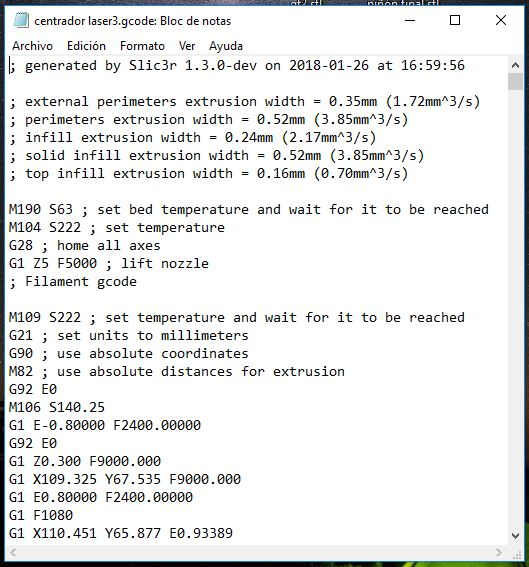 gt2.stl piñon final.stl
centrador laser3.gcode: Bloc de notas
Archivo Edición Formato Ver Ayuda
; generated by Slic3r 1.3.0-dev on 2018-01-26 at 16:59:56
; external perimeters extrusion width = 0.35mm (1.72mm^3/s)
; perimeters extrusion width = 0.52mm (3.85mm^3/s)
; infill extrusion width = 0.24mm (2.17mm^3/s)
; solid infill extrusion width = 0.52mm (3.85mm^3/s)
; top infill extrusion width = 0.16mm (0.70mm^3/s)
M190 S63 ; set bed temperature and wait for it to be reached
M104 S222 ; set temperature
G28 ; home all axes
G1 Z5 F5000 ; lift nozzle
; Filament gcode
M109 S222 ; set temperature and wait for it to be reached
G21 ; set units to millimeters
G90 ; use absolute coordinates
M82 ; use absolute distances for extrusion
G92 E0
M106 S140.25
G1 E-0.80000 F2400.00000
G92 E0
G1 Z0.300 F9000.000
G1 X109.325 Y67.535 F9000.000
G1 E0.80000 F2400.00000
G1 F1080
G1 X110.451 Y65.877 E0.93389